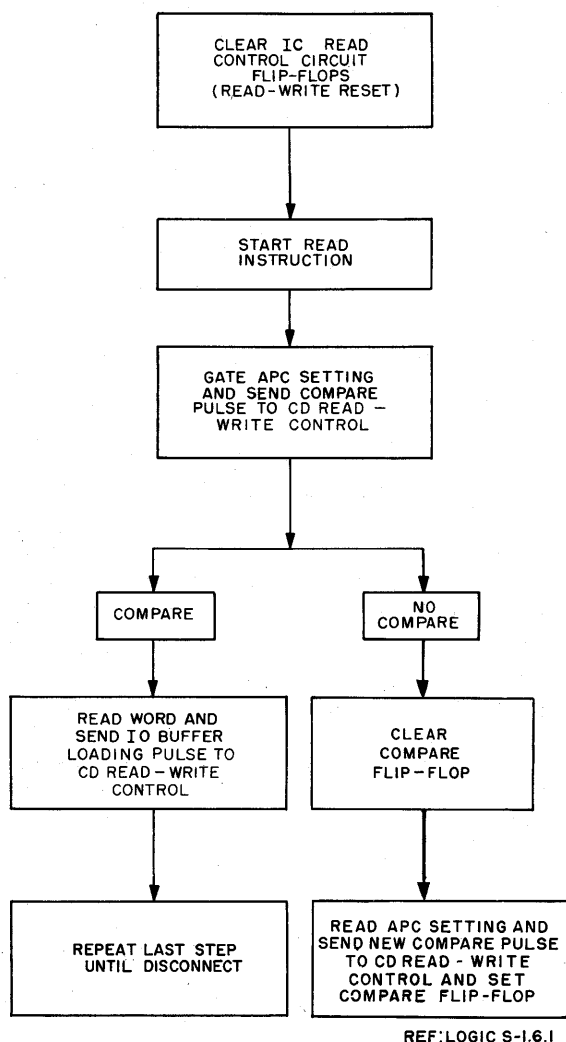 CLEAR IC READ
CONTROL CIRCUIT
FLIP-FLOPS
(READ-WRITE RESET)
START READ
INSTRUCTION
GATE APC SETTING
AND SEND COMPARE
PULSE TO CD READ –
WRITE CONTROL
COMPARE
NO
COMPARE
READ WORD AND
SEND IO BUFFER
LOADING PULSE TO
CD READ – WRITE
CONTROL
CLEAR
COMPARE
FLIP-FLOP
REPEAT LAST STEP
UNTIL DISCONNECT
READ APC SETTING AND
SEND NEW COMPARE PULSE
TO CD READ - WRITE
CONTROL AND SET
COMPARE FLIP-FLOP
REF: LOGIC S-1.6.1